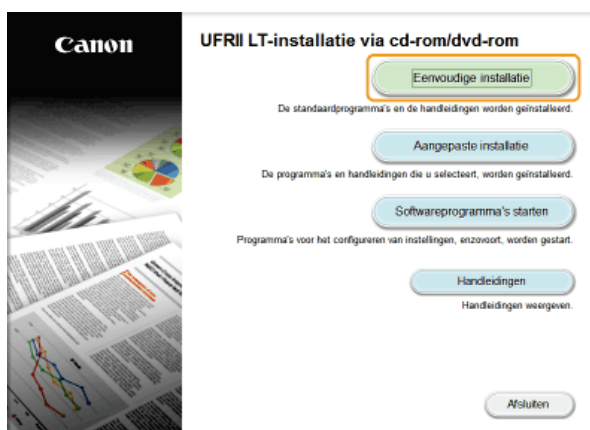 Canon
UFRII LT-installatie via cd-rom/dvd-rom
Eenvoudige installatie
De standaardprogramma's en de handleidingen worden geïnstalleerd.
Aangepaste installatie
De programma's en handleidingen die u selecteert, worden geïnstalleerd.
Softwareprogramma's starten
Programma's voor het configureren van instellingen, enzovoort, worden gestart.
Handleidingen
Handleidingen weergeven.
Afsluiten